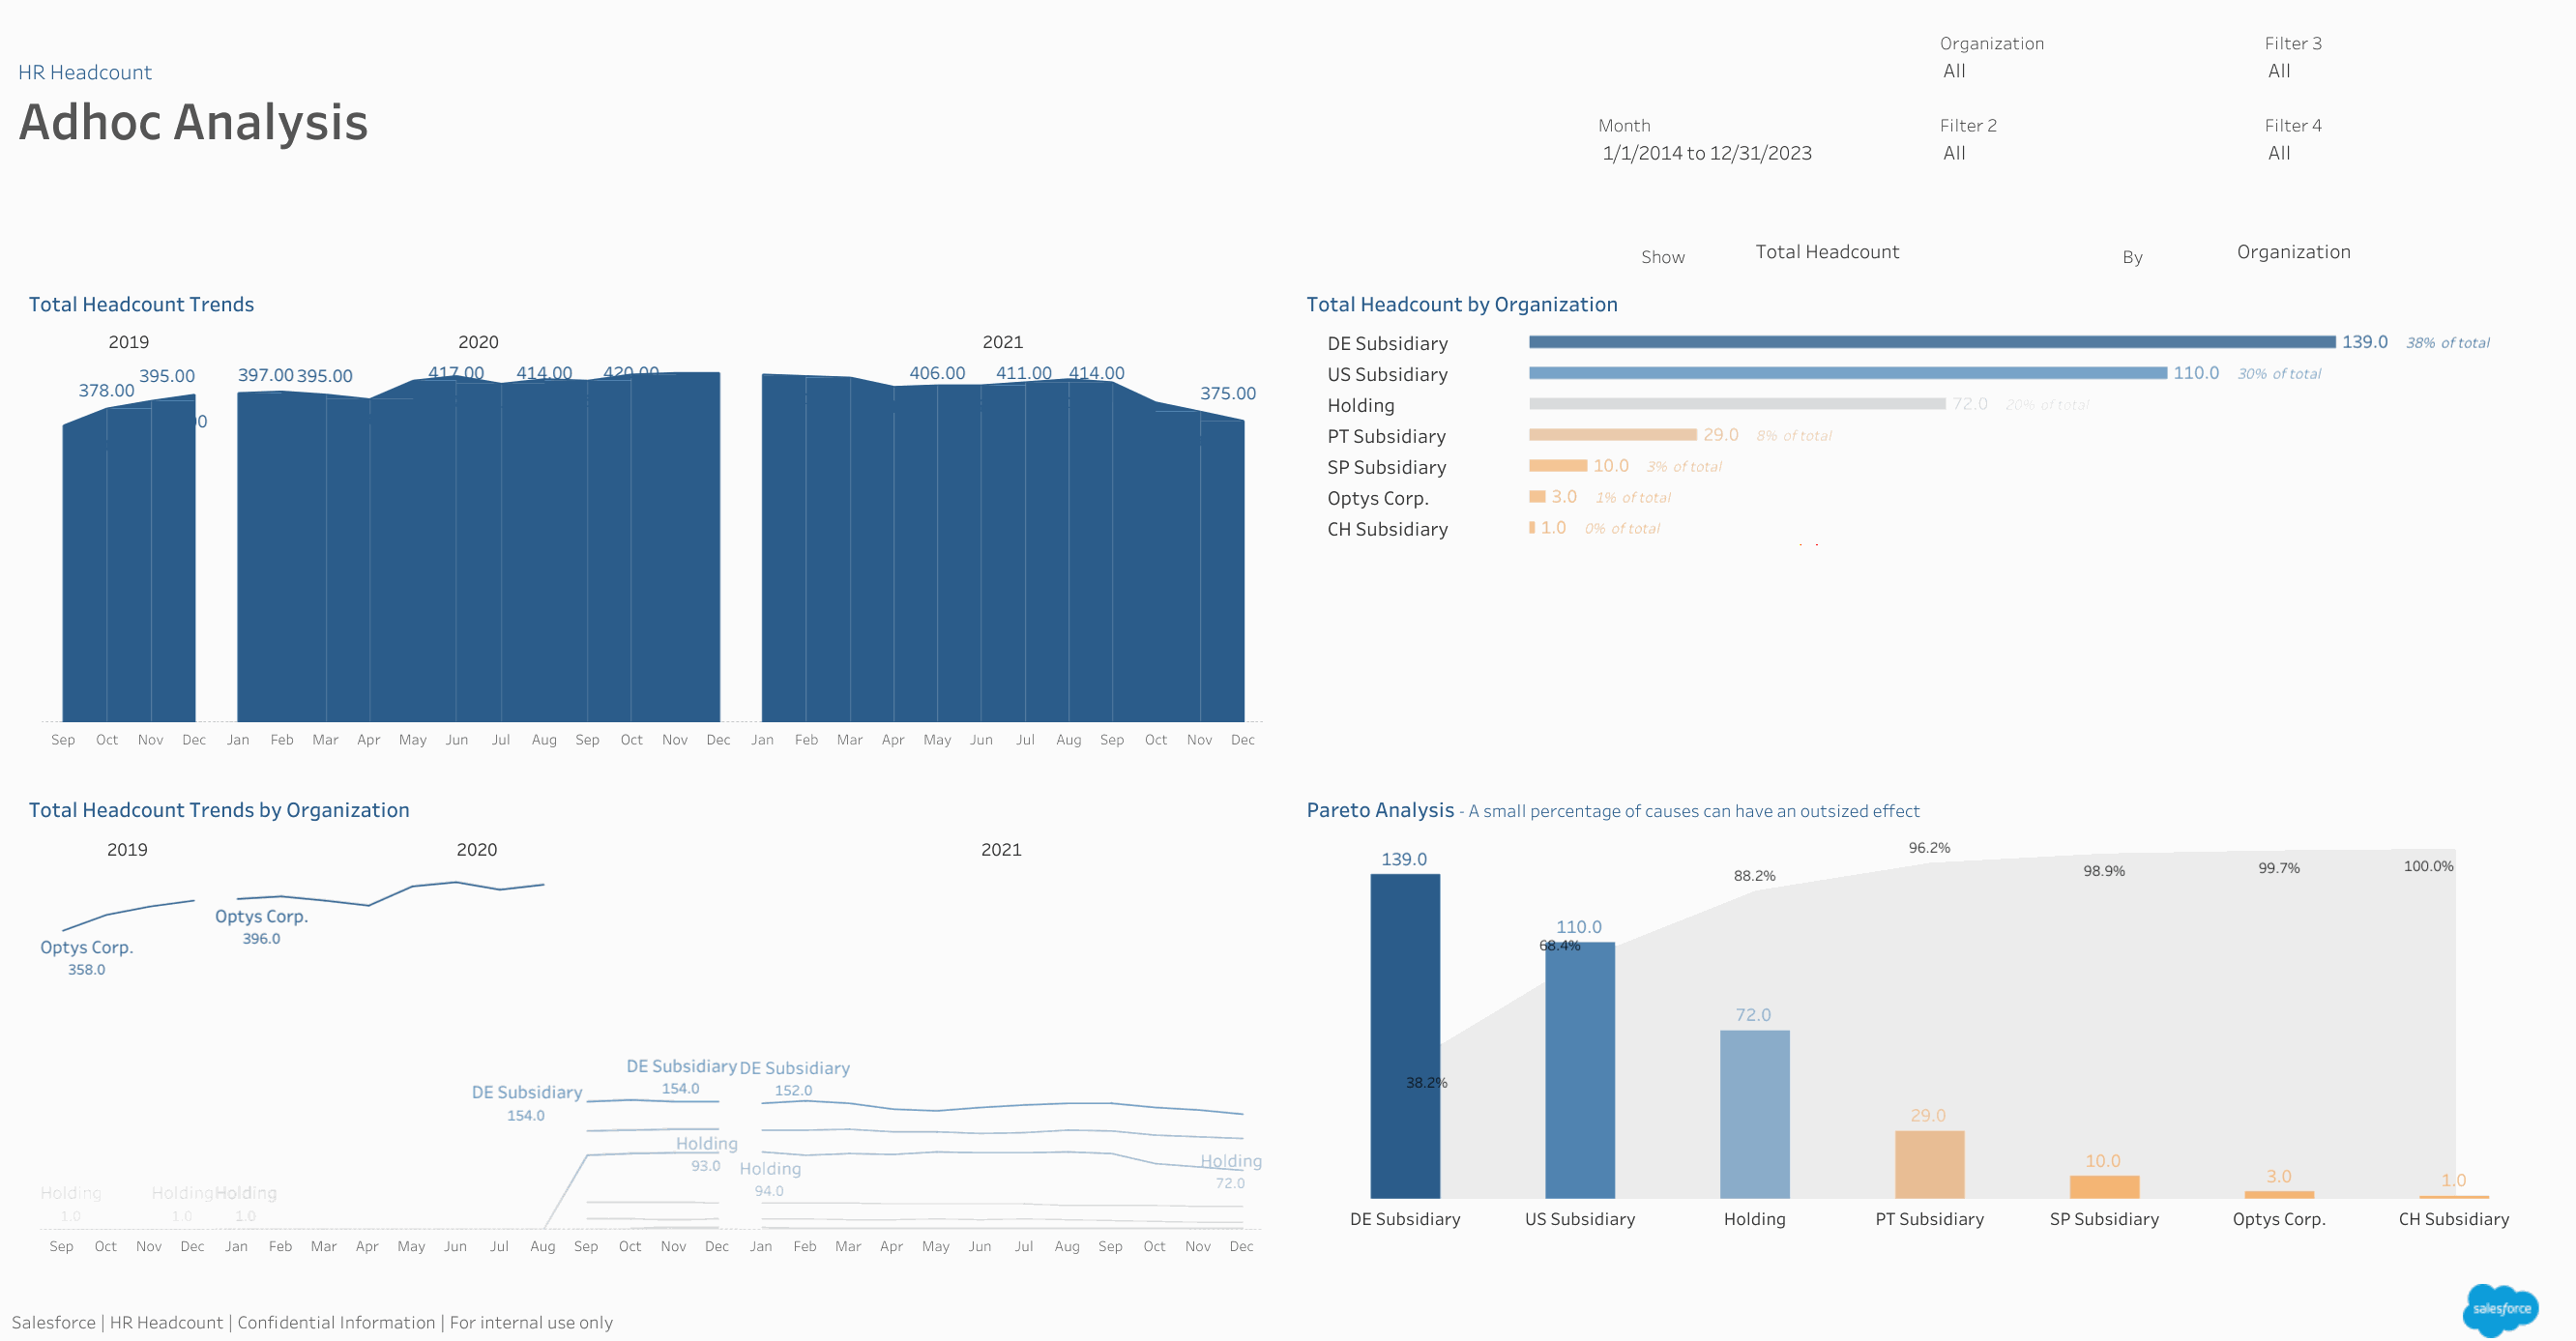 HR Headcount
Adhoc Analysis
Organization
All
Filter 3
All
Month
1/1/2014 to 12/31/2023
Filter 2
All
Filter 4
All
Show
Total Headcount
By
Organization
Total Headcount Trends
2019 2020 2021
378.00 395.00 397.00 395.00 417.00 414.00 420.00 406.00 411.00 414.00 375.00
Sep Oct Nov Dec Jan Feb Mar Apr May Jun Jul Aug Sep Oct Nov Dec Jan Feb Mar Apr May Jun Jul Aug Sep Oct Nov Dec
Total Headcount by Organization
DE Subsidiary 139.0 38% of total
US Subsidiary 110.0 30% of total
Holding 72.0 20% of total
PT Subsidiary 29.0 8% of total
SP Subsidiary 10.0 3% of total
Optys Corp. 3.0 1% of total
CH Subsidiary 1.0 0% of total
Total Headcount Trends by Organization
2019 2020 2021
Optys Corp.
358.0
Optys Corp.
396.0
DE Subsidiary
154.0
DE Subsidiary
154.0
DE Subsidiary
152.0
Holding
93.0
Holding
94.0
Holding
72.0
Holding
1.0
Holding
1.0
Holding
1.0
Sep Oct Nov Dec Jan Feb Mar Apr May Jun Jul Aug Sep Oct Nov Dec Jan Feb Mar Apr May Jun Jul Aug Sep Oct Nov Dec
Pareto Analysis - A small percentage of causes can have an outsized effect
139.0 110.0 72.0 29.0 10.0 3.0 1.0
38.2% 68.4% 88.2% 96.2% 98.9% 99.7% 100.0%
DE Subsidiary US Subsidiary Holding PT Subsidiary SP Subsidiary Optys Corp. CH Subsidiary
Salesforce | HR Headcount | Confidential Information | For internal use only
salesforce